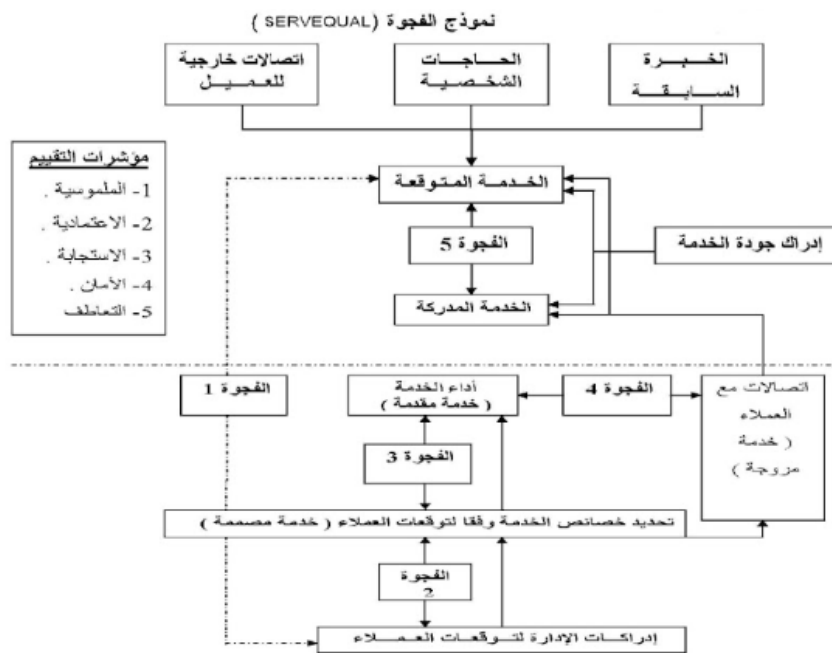 نموذج الفجوة (SERVEQUAL )
الخبرة
السابقة
الحاجات
الشخصية
اتصالات خارجية
للعميل
مؤشرات التقييم
1- الملموسية .
2- الاعتمادية .
3- الاستجابة .
4- الأمان .
5- التعاطف
الخدمة المتوقعة
الفجوة 5
إدراك جودة الخدمة
الخدمة المدركة
اتصالات مع
العملاء
( خدمة
مروجة )
الفجوة 4
أداء الخدمة
( خدمة مقدمة )
الفجوة 1
الفجوة 3
تحديد خصائص الخدمة وفقا لتوقعات العملاء ( خدمة مصممة )
الفجوة
2
إدراكات الإدارة لتوقعات العملاء